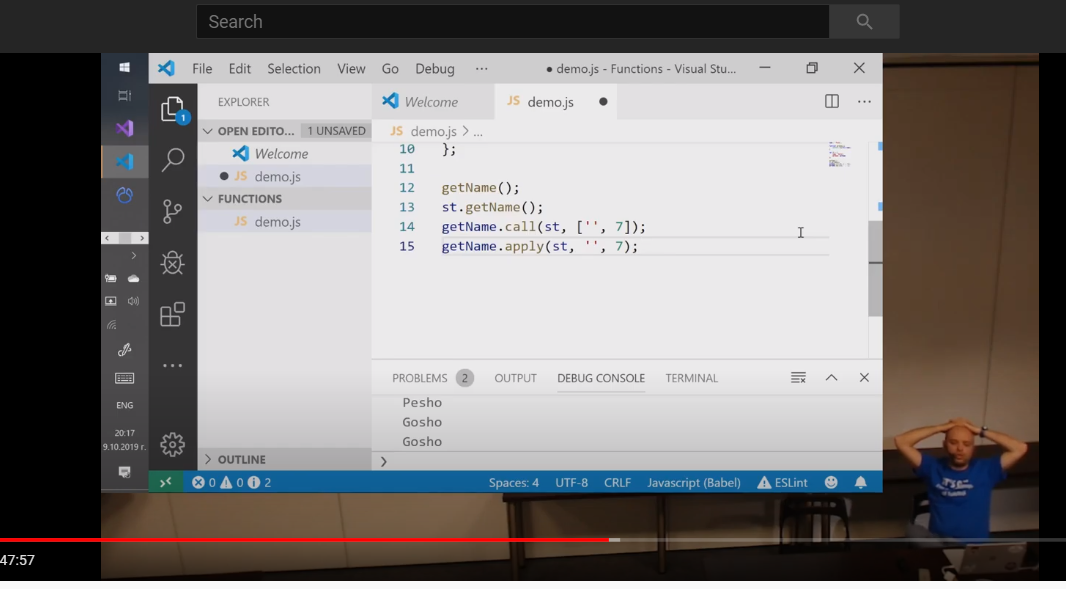 Search
File Edit Selection View Go Debug ··· ● demo.js - Functions - Visual Stu...
EXPLORER
OPEN EDITO... 1 UNSAVED
Welcome
● JS demo.js
FUNCTIONS
JS demo.js
OUTLINE
Welcome JS demo.js ●
JS demo.js > ...
10 };
11
12 getName();
13 st.getName();
14 getName.call(st, ['', 7]);
15 getName.apply(st, '', 7);
PROBLEMS 2 OUTPUT DEBUG CONSOLE TERMINAL
Pesho
Gosho
Gosho
>
1
ENG
20:17
9.10.2019 г.
0 0 2 Spaces: 4 UTF-8 CRLF Javascript (Babel) ESLint
47:57